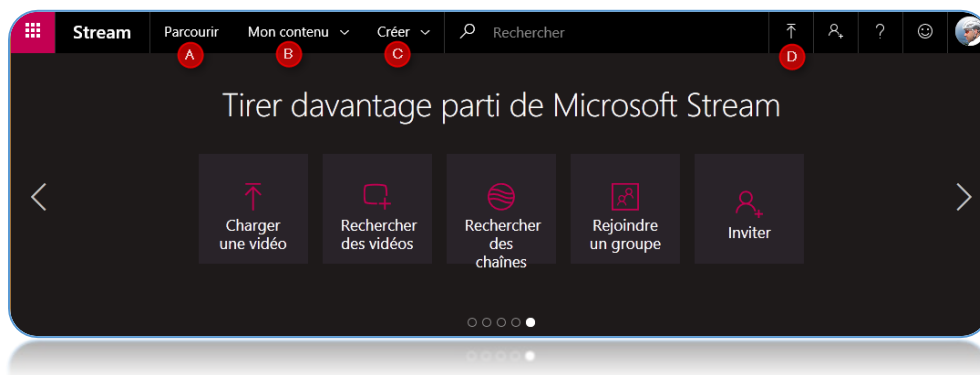 Stream Parcourir Mon contenu Créer Rechercher ?
A B C D
Tirer davantage parti de Microsoft Stream
Charger
une vidéo
Rechercher
des vidéos
Rechercher
des
chaînes
Rejoindre
un groupe
Inviter